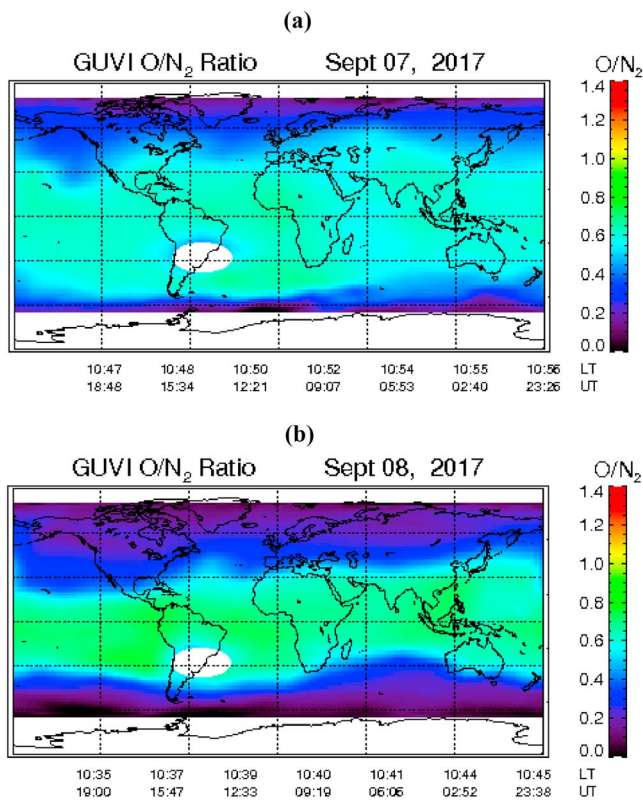 (a)
GUVI O/N₂ Ratio Sept 07, 2017
O/N₂
1.4
1.2
1.0
0.8
0.6
0.4
0.2
0.0
10:47 10:48 10:50 10:52 10:54 10:55 10:56 LT
18:48 15:34 12:21 09:07 05:53 02:40 23:26 UT
(b)
GUVI O/N₂ Ratio Sept 08, 2017
O/N₂
1.4
1.2
1.0
0.8
0.6
0.4
0.2
0.0
10:35 10:37 10:39 10:40 10:41 10:44 10:45 LT
19:00 15:47 12:33 09:19 06:06 02:52 23:38 UT